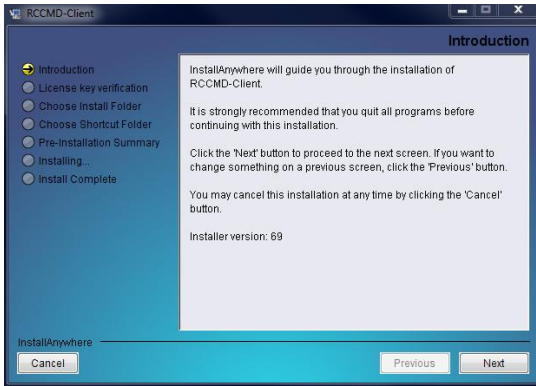 RCCMD-Client
Introduction
Introduction
License key verification
Choose Install Folder
Choose Shortcut Folder
Pre-Installation Summary
Installing...
Install Complete
InstallAnywhere will guide you through the installation of
RCCMD-Client.
It is strongly recommended that you quit all programs before
continuing with this installation.
Click the 'Next' button to proceed to the next screen. If you want to
change something on a previous screen, click the 'Previous' button.
You may cancel this installation at any time by clicking the 'Cancel'
button.
Installer version: 69
InstallAnywhere
Cancel
Previous
Next